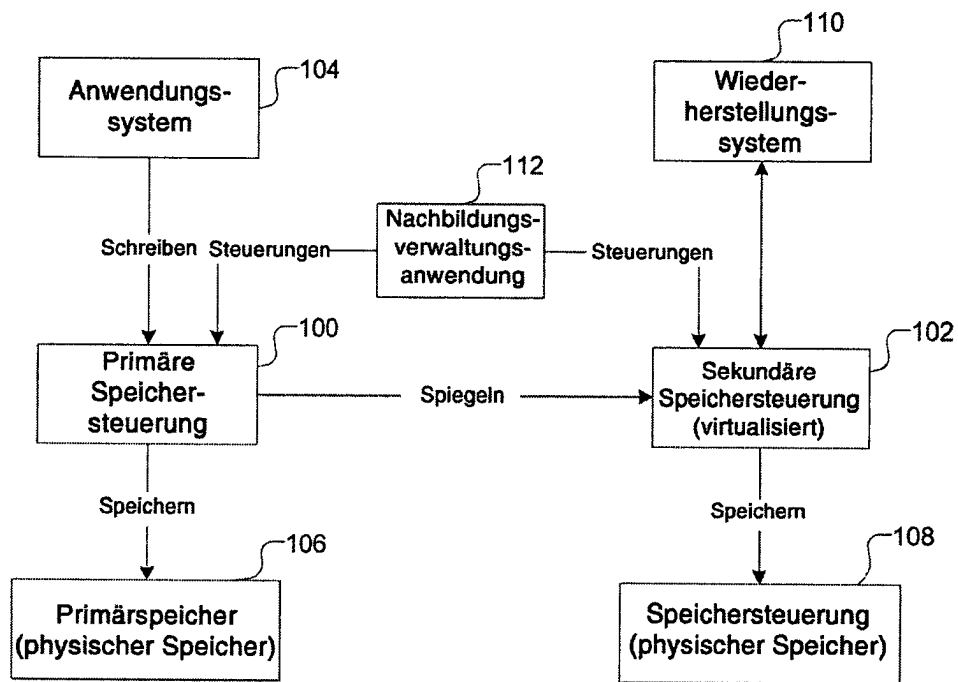 110
104
Anwendungs-
system
Wieder-
herstellungs-
system
112
Nachbildungs-
verwaltungs-
anwendung
Schreiben
Steuerungen
Steuerungen
100
102
Primäre
Speicher-
steuerung
Spiegeln
Sekundäre
Speichersteuerung
(virtualisiert)
Speichern
Speichern
106
108
Primärspeicher
(physischer Speicher)
Speichersteuerung
(physischer Speicher)